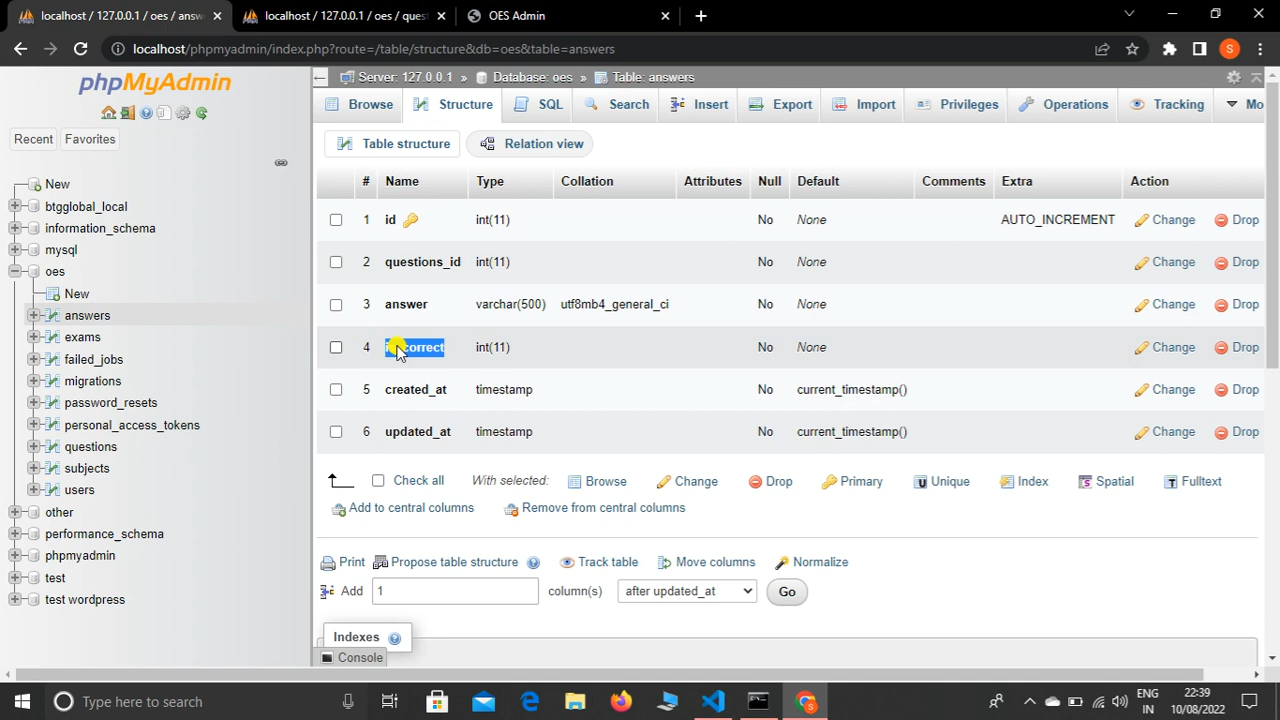 localhost / 127.0.0.1 / oes / answ
localhost / 127.0.0.1 / oes / ques
OES Admin
localhost/phpmyadmin/index.php?route=/table/structure&db=oes&table=answers
S
phpMyAdmin
Recent
Favorites
New
btgglobal_local
information_schema
mysql
oes
New
answers
exams
failed_jobs
migrations
password_resets
personal_access_tokens
questions
subjects
users
other
performance_schema
phpmyadmin
test
test wordpress
Server: 127.0.0.1 » Database: oes » Table: answers
Browse Structure SQL Search Insert Export Import Privileges Operations Tracking Mo
Table structure Relation view
# Name Type Collation Attributes Null Default Comments Extra Action
1 id int(11) No None AUTO_INCREMENT Change Drop
2 questions_id int(11) No None Change Drop
3 answer varchar(500) utf8mb4_general_ci No None Change Drop
4 correct int(11) No None Change Drop
5 created_at timestamp No current_timestamp() Change Drop
6 updated_at timestamp No current_timestamp() Change Drop
Check all With selected: Browse Change Drop Primary Unique Index Spatial Fulltext
Add to central columns Remove from central columns
Print Propose table structure Track table Move columns Normalize
Add 1 column(s) after updated_at Go
Indexes
Console
Type here to search
ENG
IN
22:39
10/08/2022